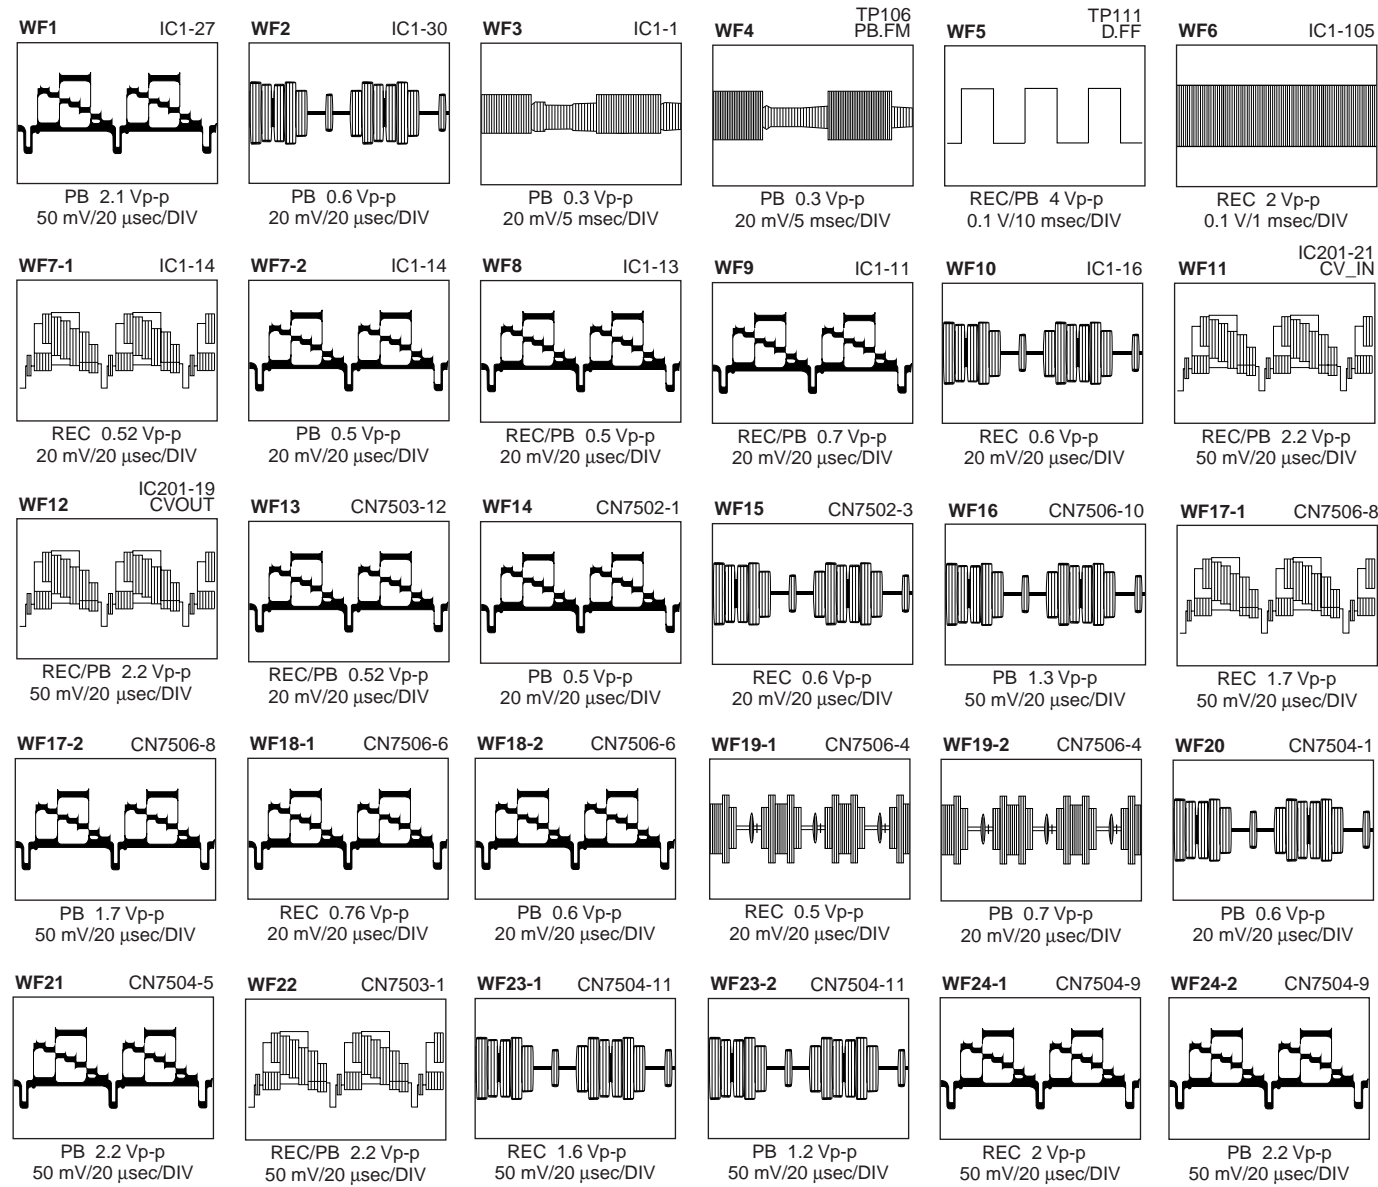 WF1 IC1-27
PB 2.1 Vp-p
50 mV/20 µsec/DIV
WF2 IC1-30
PB 0.6 Vp-p
20 mV/20 µsec/DIV
WF3 IC1-1
PB 0.3 Vp-p
20 mV/5 msec/DIV
TP106
WF4 PB.FM
PB 0.3 Vp-p
20 mV/5 msec/DIV
TP111
WF5 D.FF
REC/PB 4 Vp-p
0.1 V/10 msec/DIV
WF6 IC1-105
REC 2 Vp-p
0.1 V/1 msec/DIV
WF7-1 IC1-14
REC 0.52 Vp-p
20 mV/20 µsec/DIV
WF7-2 IC1-14
PB 0.5 Vp-p
20 mV/20 µsec/DIV
WF8 IC1-13
REC/PB 0.5 Vp-p
20 mV/20 µsec/DIV
WF9 IC1-11
REC/PB 0.7 Vp-p
20 mV/20 µsec/DIV
WF10 IC1-16
REC 0.6 Vp-p
20 mV/20 µsec/DIV
IC201-21
WF11 CV_IN
REC/PB 2.2 Vp-p
50 mV/20 µsec/DIV
IC201-19
WF12 CVOUT
REC/PB 2.2 Vp-p
50 mV/20 µsec/DIV
WF13 CN7503-12
REC/PB 0.52 Vp-p
20 mV/20 µsec/DIV
WF14 CN7502-1
PB 0.5 Vp-p
20 mV/20 µsec/DIV
WF15 CN7502-3
REC 0.6 Vp-p
20 mV/20 µsec/DIV
WF16 CN7506-10
PB 1.3 Vp-p
50 mV/20 µsec/DIV
WF17-1 CN7506-8
REC 1.7 Vp-p
50 mV/20 µsec/DIV
WF17-2 CN7506-8
PB 1.7 Vp-p
50 mV/20 µsec/DIV
WF18-1 CN7506-6
REC 0.76 Vp-p
20 mV/20 µsec/DIV
WF18-2 CN7506-6
PB 0.6 Vp-p
20 mV/20 µsec/DIV
WF19-1 CN7506-4
REC 0.5 Vp-p
20 mV/20 µsec/DIV
WF19-2 CN7506-4
PB 0.7 Vp-p
20 mV/20 µsec/DIV
WF20 CN7504-1
PB 0.6 Vp-p
20 mV/20 µsec/DIV
WF21 CN7504-5
PB 2.2 Vp-p
50 mV/20 µsec/DIV
WF22 CN7503-1
REC/PB 2.2 Vp-p
50 mV/20 µsec/DIV
WF23-1 CN7504-11
REC 1.6 Vp-p
50 mV/20 µsec/DIV
WF23-2 CN7504-11
PB 1.2 Vp-p
50 mV/20 µsec/DIV
WF24-1 CN7504-9
REC 2 Vp-p
50 mV/20 µsec/DIV
WF24-2 CN7504-9
PB 2.2 Vp-p
50 mV/20 µsec/DIV